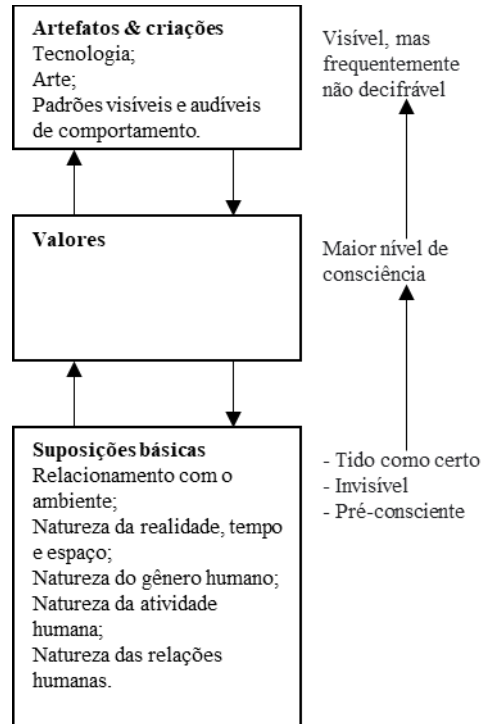 Artefatos & criações
Tecnologia;
Arte;
Padrões visíveis e audíveis
de comportamento.
Visível, mas
frequentemente
não decifrável
Valores
Maior nível de
consciência
Suposições básicas
Relacionamento com o
ambiente;
Natureza da realidade, tempo
e espaço;
Natureza do gênero humano;
Natureza da atividade
humana;
Natureza das relações
humanas.
- Tido como certo
- Invisível
- Pré-consciente